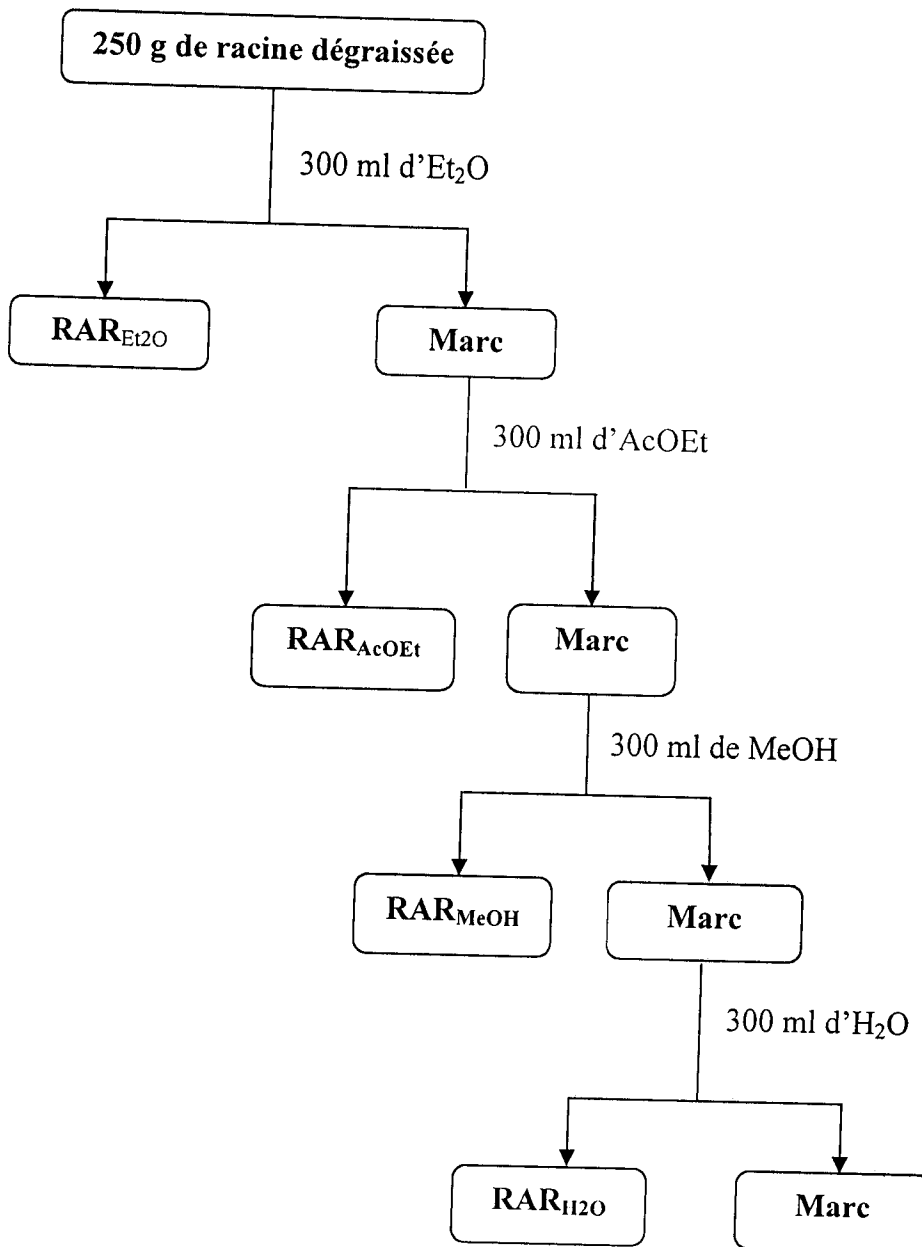 250 g de racine dégraissée
300 ml d'Et₂O
RAR_Et2O
Marc
300 ml d'AcOEt
RAR_AcOEt
Marc
300 ml de MeOH
RAR_MeOH
Marc
300 ml d'H₂O
RAR_H2O
Marc